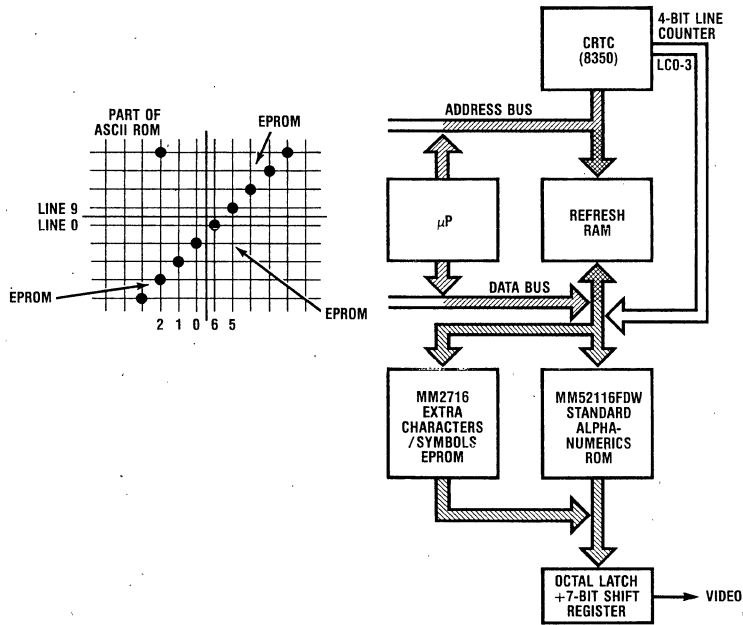 PART OF
ASCII ROM
EPROM
LINE 9
LINE 0
EPROM
EPROM
2 1 0 6 5
CRTC
(8350)
4-BIT LINE
COUNTER
LC0-3
ADDRESS BUS
μP
REFRESH
RAM
DATA BUS
MM2716
EXTRA
CHARACTERS
/SYMBOLS
EPROM
MM52116FDW
STANDARD
ALPHA-
NUMERICS
ROM
OCTAL LATCH
+7-BIT SHIFT
REGISTER
VIDEO